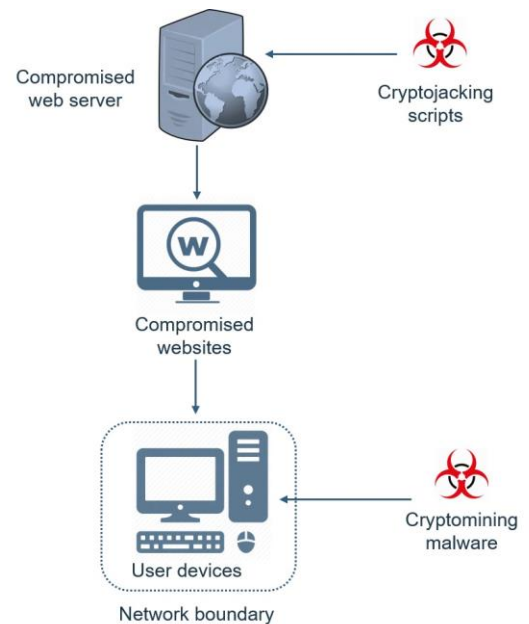 Compromised
web server
Cryptojacking
scripts
W
Compromised
websites
User devices
Cryptomining
malware
Network boundary